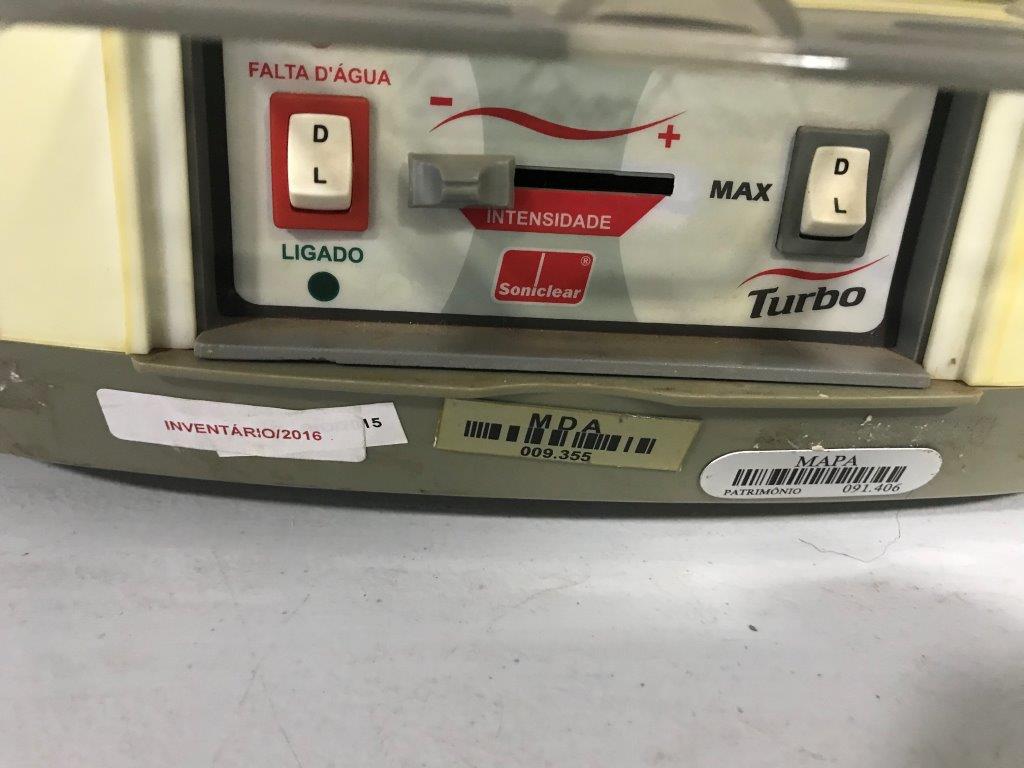 FALTA D'ÁGUA
D
L
LIGADO
-
+
INTENSIDADE
Soniclear®
MAX
D
L
Turbo
INVENTÁRIO/2016
15
MDA
009.355
MAPA
PATRIMÔNIO 091.406